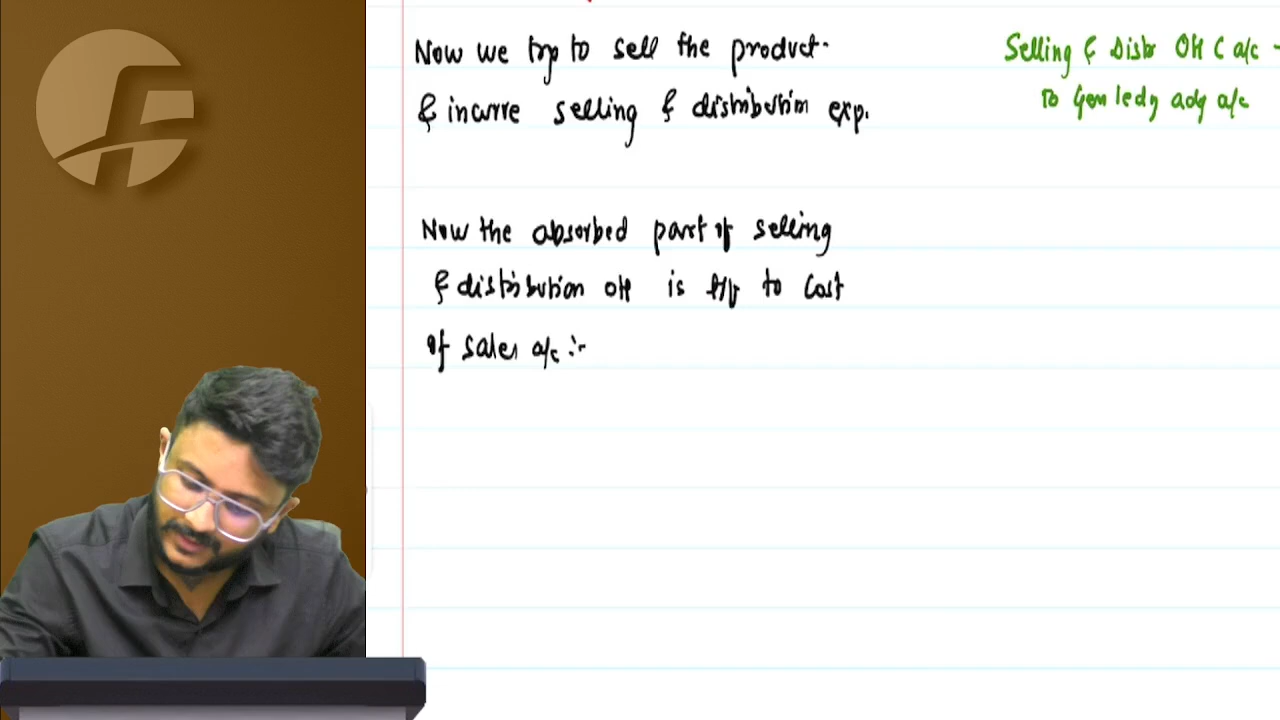 Now we try to sell the product.
& incurre selling & distribution exp.
Now the absorbed part of selling
& distribution OH is t/f to Cost
of sales a/c :-
Selling & Distr OH C a/c -
To Gen ledg adj a/c